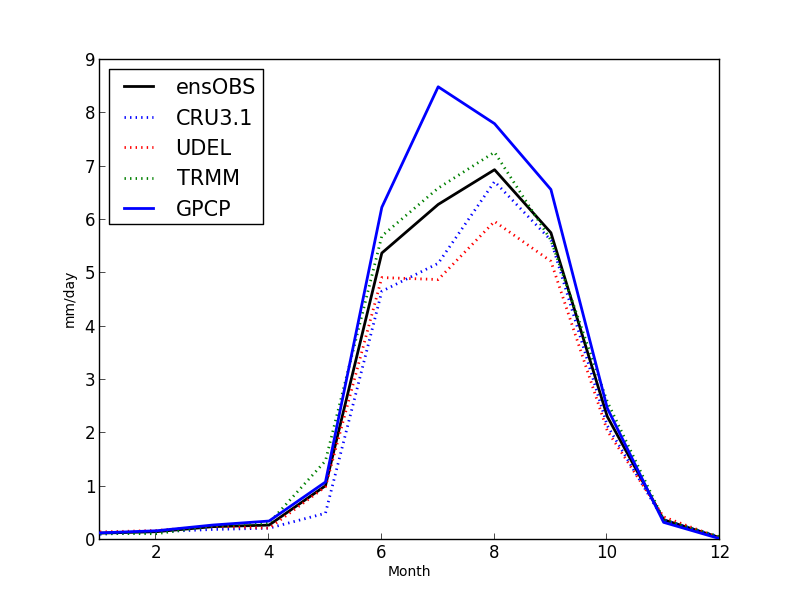 9
8
7
6
5
4
3
2
1
0
mm/day
ensOBS
CRU3.1
UDEL
TRMM
GPCP
2 4 6 8 10 12
Month